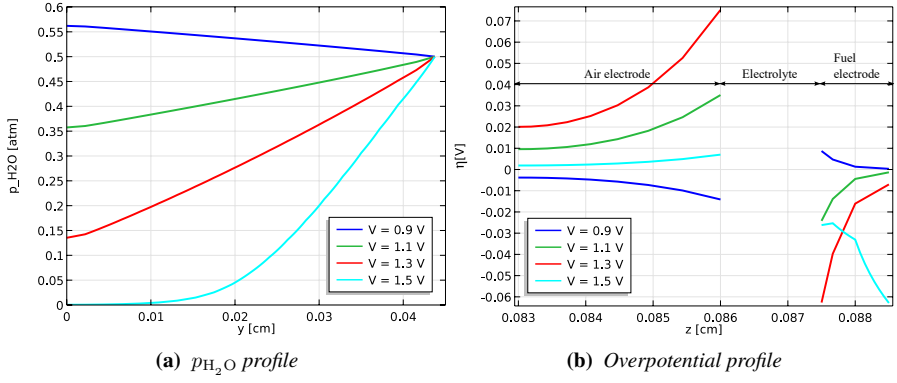 0.6
0.55
0.5
0.45
0.4
0.35
0.3
0.25
0.2
0.15
0.1
0.05
0
p_H2O [atm]
0
0.01
0.02
0.03
0.04
y [cm]
V = 0.9 V
V = 1.1 V
V = 1.3 V
V = 1.5 V
(a) pH2O profile
0.07
0.06
0.05
0.04
0.03
0.02
0.01
0
-0.01
-0.02
-0.03
-0.04
-0.05
-0.06
η[V]
Air electrode
Electrolyte
Fuel
electrode
V = 0.9 V
V = 1.1 V
V = 1.3 V
V = 1.5 V
0.083
0.084
0.085
0.086
0.087
0.088
z [cm]
(b) Overpotential profile